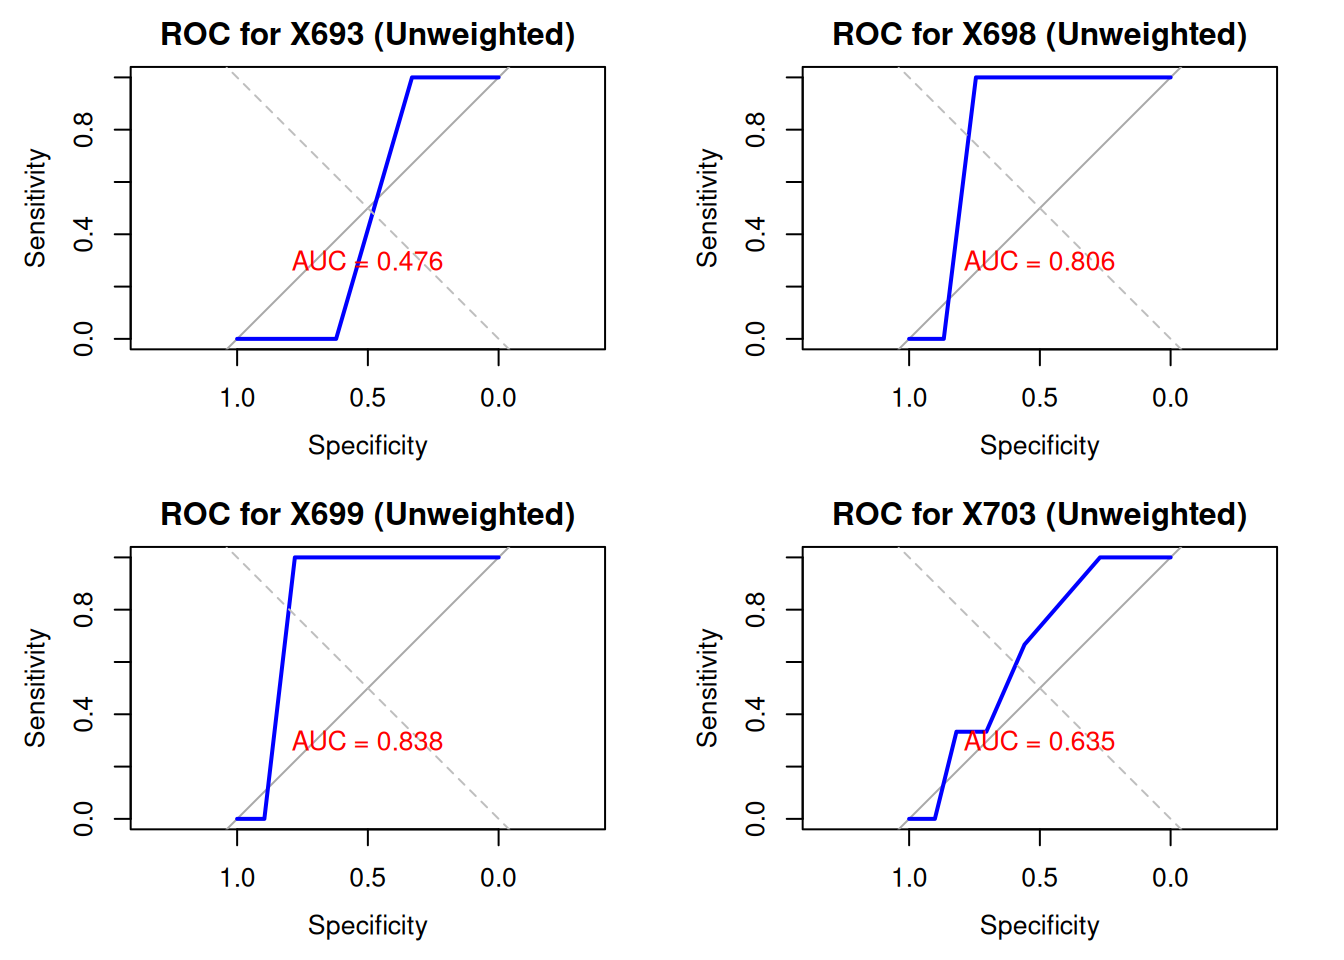 ROC for X693 (Unweighted)
Sensitivity
0.8
0.4
0.0
AUC = 0.476
1.0 0.5 0.0
Specificity
ROC for X698 (Unweighted)
Sensitivity
0.8
0.4
0.0
AUC = 0.806
1.0 0.5 0.0
Specificity
ROC for X699 (Unweighted)
Sensitivity
0.8
0.4
0.0
AUC = 0.838
1.0 0.5 0.0
Specificity
ROC for X703 (Unweighted)
Sensitivity
0.8
0.4
0.0
AUC = 0.635
1.0 0.5 0.0
Specificity